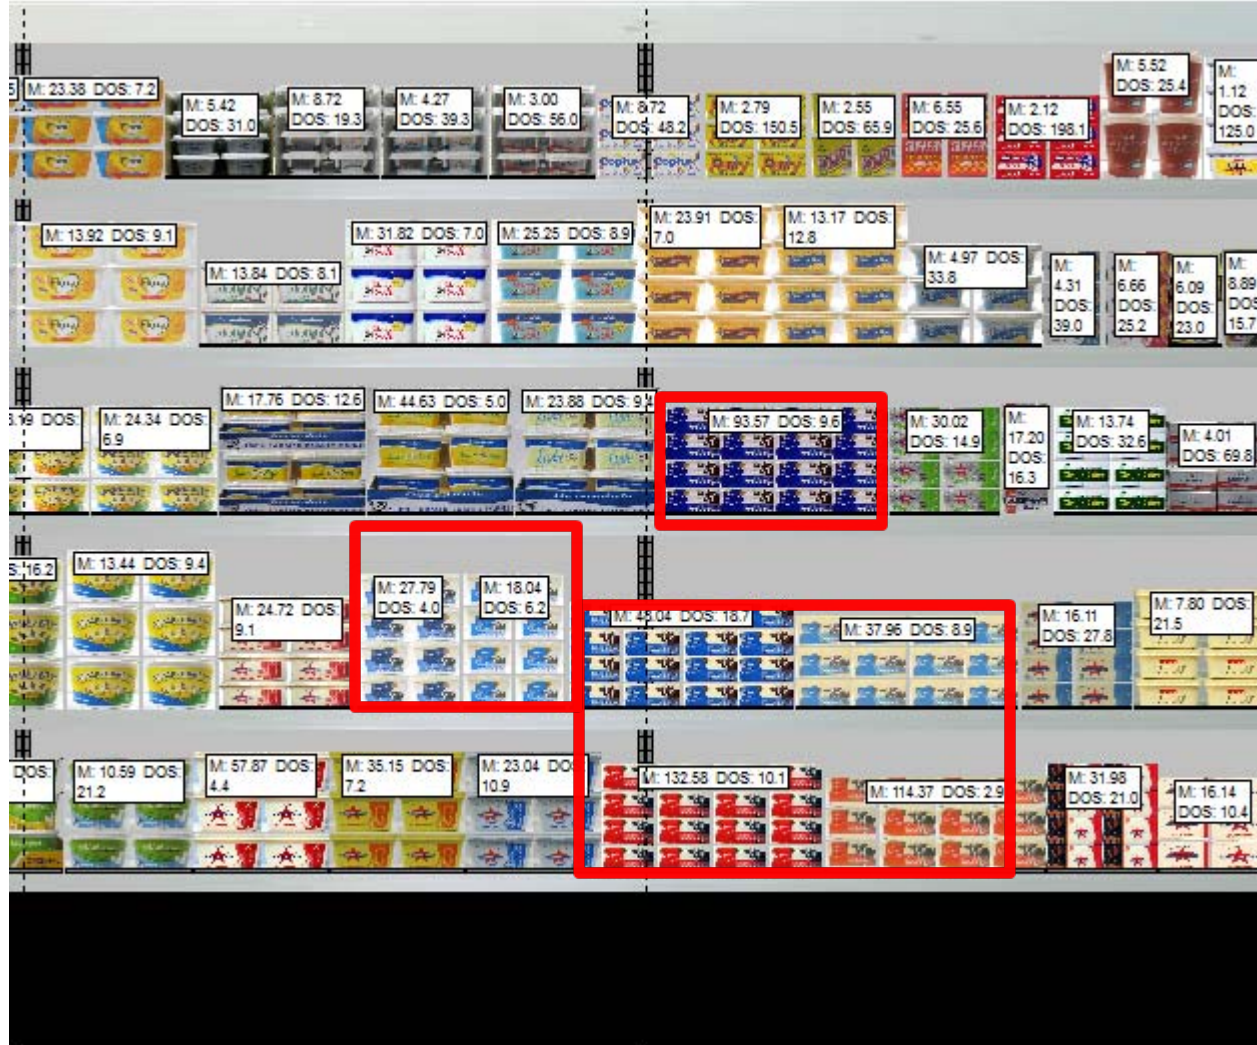 M: 23.38 DOS: 7.2
M: 5.42
DOS: 31.0
M: 8.72
DOS: 19.3
M: 4.27
DOS: 39.3
M: 3.00
DOS: 56.0
M: 8.72
DOS: 48.2
M: 2.79
DOS: 150.5
M: 2.55
DOS: 65.9
M: 6.55
DOS: 25.6
M: 2.12
DOS: 198.1
M: 5.52
DOS: 25.4
M:
1.12
DOS:
125.0
M: 13.92 DOS: 9.1
M: 13.84 DOS: 8.1
M: 31.82 DOS: 7.0
M: 25.25 DOS: 8.9
M: 23.91 DOS:
7.0
M: 13.17 DOS:
12.8
M: 4.97 DOS:
33.8
M:
4.31
DOS:
39.0
M:
6.66
DOS:
25.2
M:
6.09
DOS:
23.0
M:
8.89
DOS:
15.7
DOS:
M: 24.34 DOS:
6.9
M: 17.76 DOS: 12.6
M: 44.63 DOS: 5.0
M: 23.88 DOS: 9.4
M: 93.57 DOS: 9.6
M: 30.02
DOS: 14.9
M:
17.20
DOS:
16.3
M: 13.74
DOS: 32.6
M: 4.01
DOS: 69.8
S: 16.2
M: 13.44 DOS: 9.4
M: 24.72 DOS:
9.1
M: 27.79
DOS: 4.0
M: 18.04
DOS: 6.2
M: 48.04 DOS: 18.7
M: 37.96 DOS: 8.9
M: 16.11
DOS: 27.8
M: 7.80 DOS:
21.5
DOS:
M: 10.59 DOS:
21.2
M: 57.87 DOS:
4.4
M: 35.15 DOS:
7.2
M: 23.04 DOS:
10.9
M: 132.58 DOS: 10.1
M: 114.37 DOS: 2.9
M: 31.98
DOS: 21.0
M: 16.14
DOS: 10.4